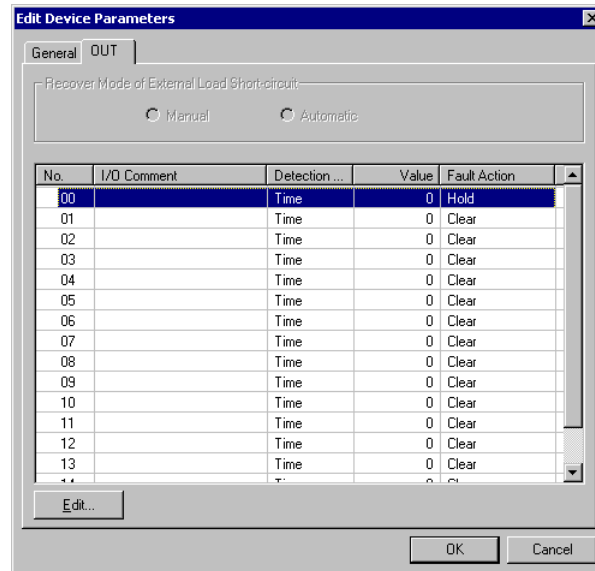 Edit Device Parameters
General OUT
Recover Mode of External Load Short-circuit
Manual Automatic
No. I/O Comment Detection ... Value Fault Action
00 Time 0 Hold
01 Time 0 Clear
02 Time 0 Clear
03 Time 0 Clear
04 Time 0 Clear
05 Time 0 Clear
06 Time 0 Clear
07 Time 0 Clear
08 Time 0 Clear
09 Time 0 Clear
10 Time 0 Clear
11 Time 0 Clear
12 Time 0 Clear
13 Time 0 Clear
Edit...
OK Cancel